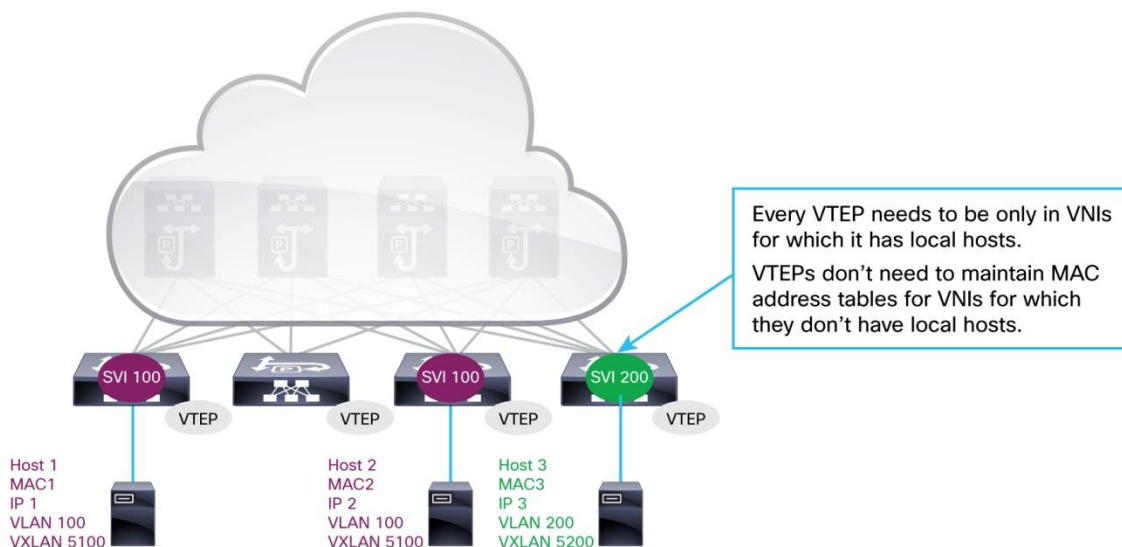 Every VTEP needs to be only in VNIs
for which it has local hosts.
VTEPs don't need to maintain MAC
address tables for VNIs for which
they don't have local hosts.
SVI 100
SVI 100
SVI 200
P
P
P
P
P
VTEP
VTEP
VTEP
VTEP
Host 1
MAC1
IP 1
VLAN 100
VXLAN 5100
Host 2
MAC2
IP 2
VLAN 100
VXLAN 5100
Host 3
MAC3
IP 3
VLAN 200
VXLAN 5200